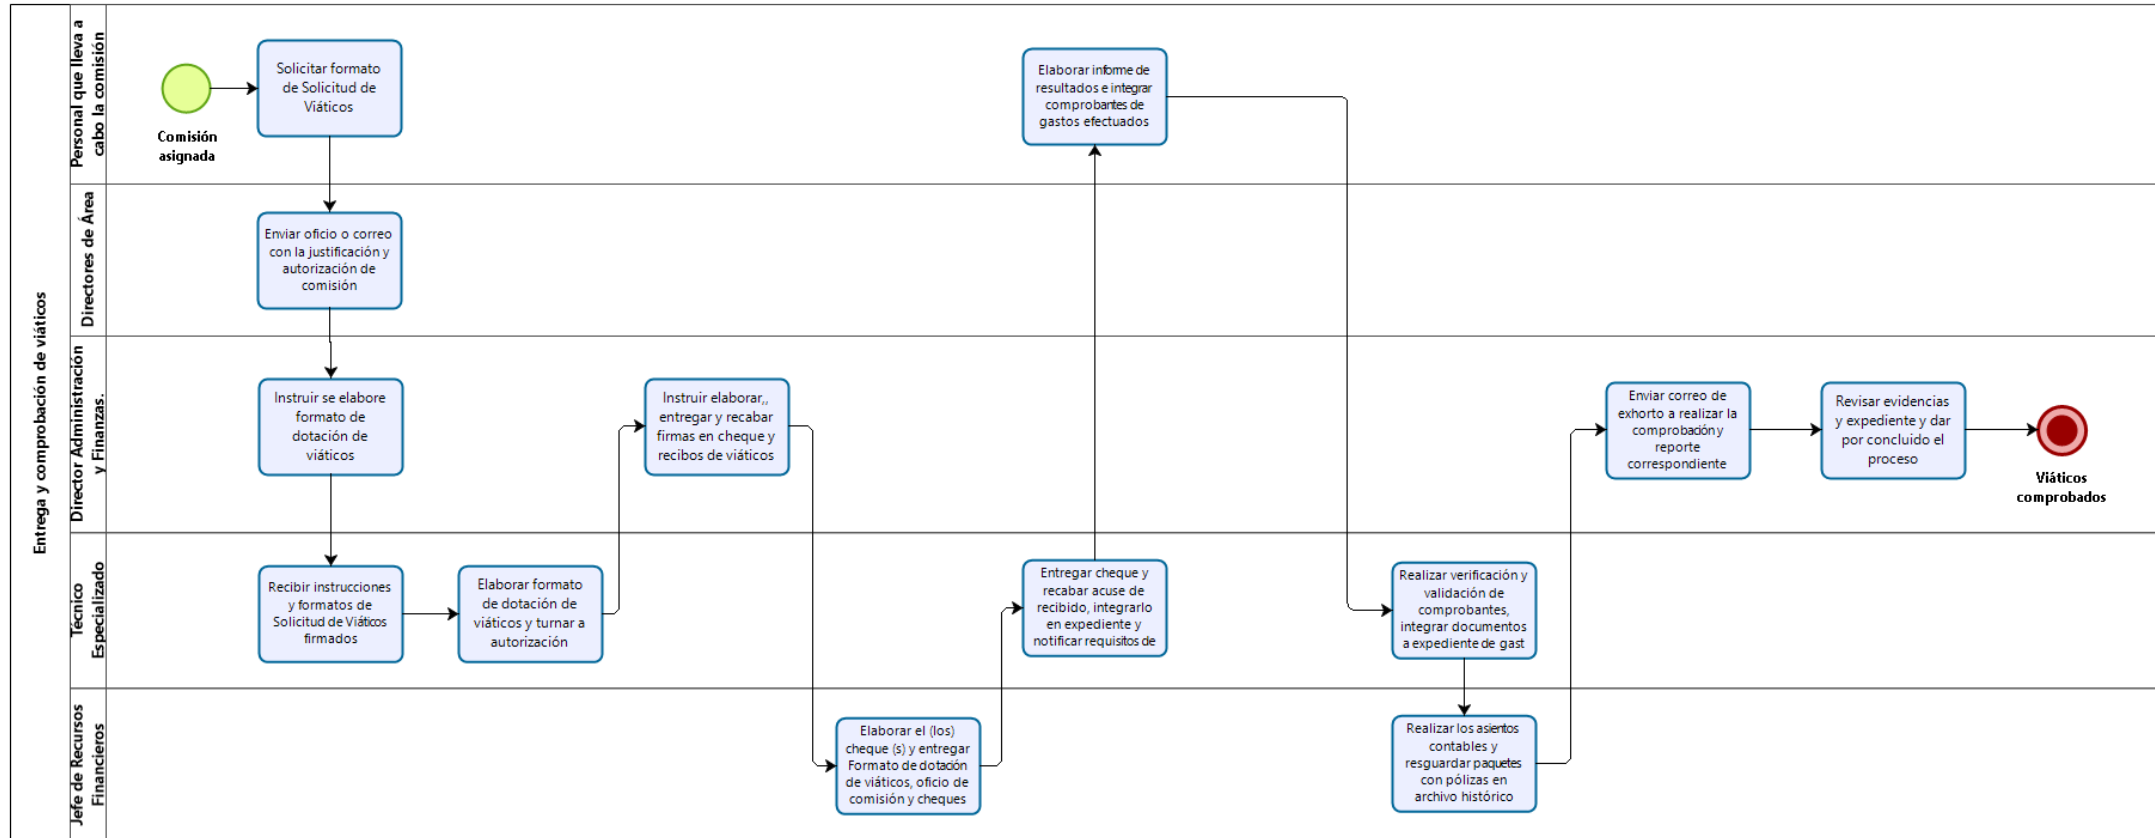 Entrega y comprobación de viáticos
Personal que lleva a
cabo la comisión
Comisión
asignada
Solicitar formato
de Solicitud de
Viáticos
Elaborar informe de
resultados e integrar
comprobantes de
gastos efectuados
Directores de Área
Enviar oficio o correo
con la justificación y
autorización de
comisión
Director Administración
y Finanzas.
Instruir se elabore
formato de
dotación de
viáticos
Instruir elaborar,,
entregar y recabar
firmas en cheque y
recibos de viáticos
Enviar correo de
exhorto a realizar la
comprobación y
reporte
correspondiente
Revisar evidencias
y expediente y dar
por concluido el
proceso
Viáticos
comprobados
Técnico
Especializado
Recibir instrucciones
y formatos de
Solicitud de Viáticos
firmados
Elaborar formato
de dotación de
viáticos y turnar a
autorización
Entregar cheque y
recabar acuse de
recibido, integrarlo
en expediente y
notificar requisitos de
Realizar verificación y
validación de
comprobantes,
integrar documentos
a expediente de gast
Jefe de Recursos
Financieros
Elaborar el (los)
cheque (s) y entregar
Formato de dotación
de viáticos, oficio de
comisión y cheques
Realizar los asientos
contables y
resguardar paquetes
con pólizas en
archivo histórico